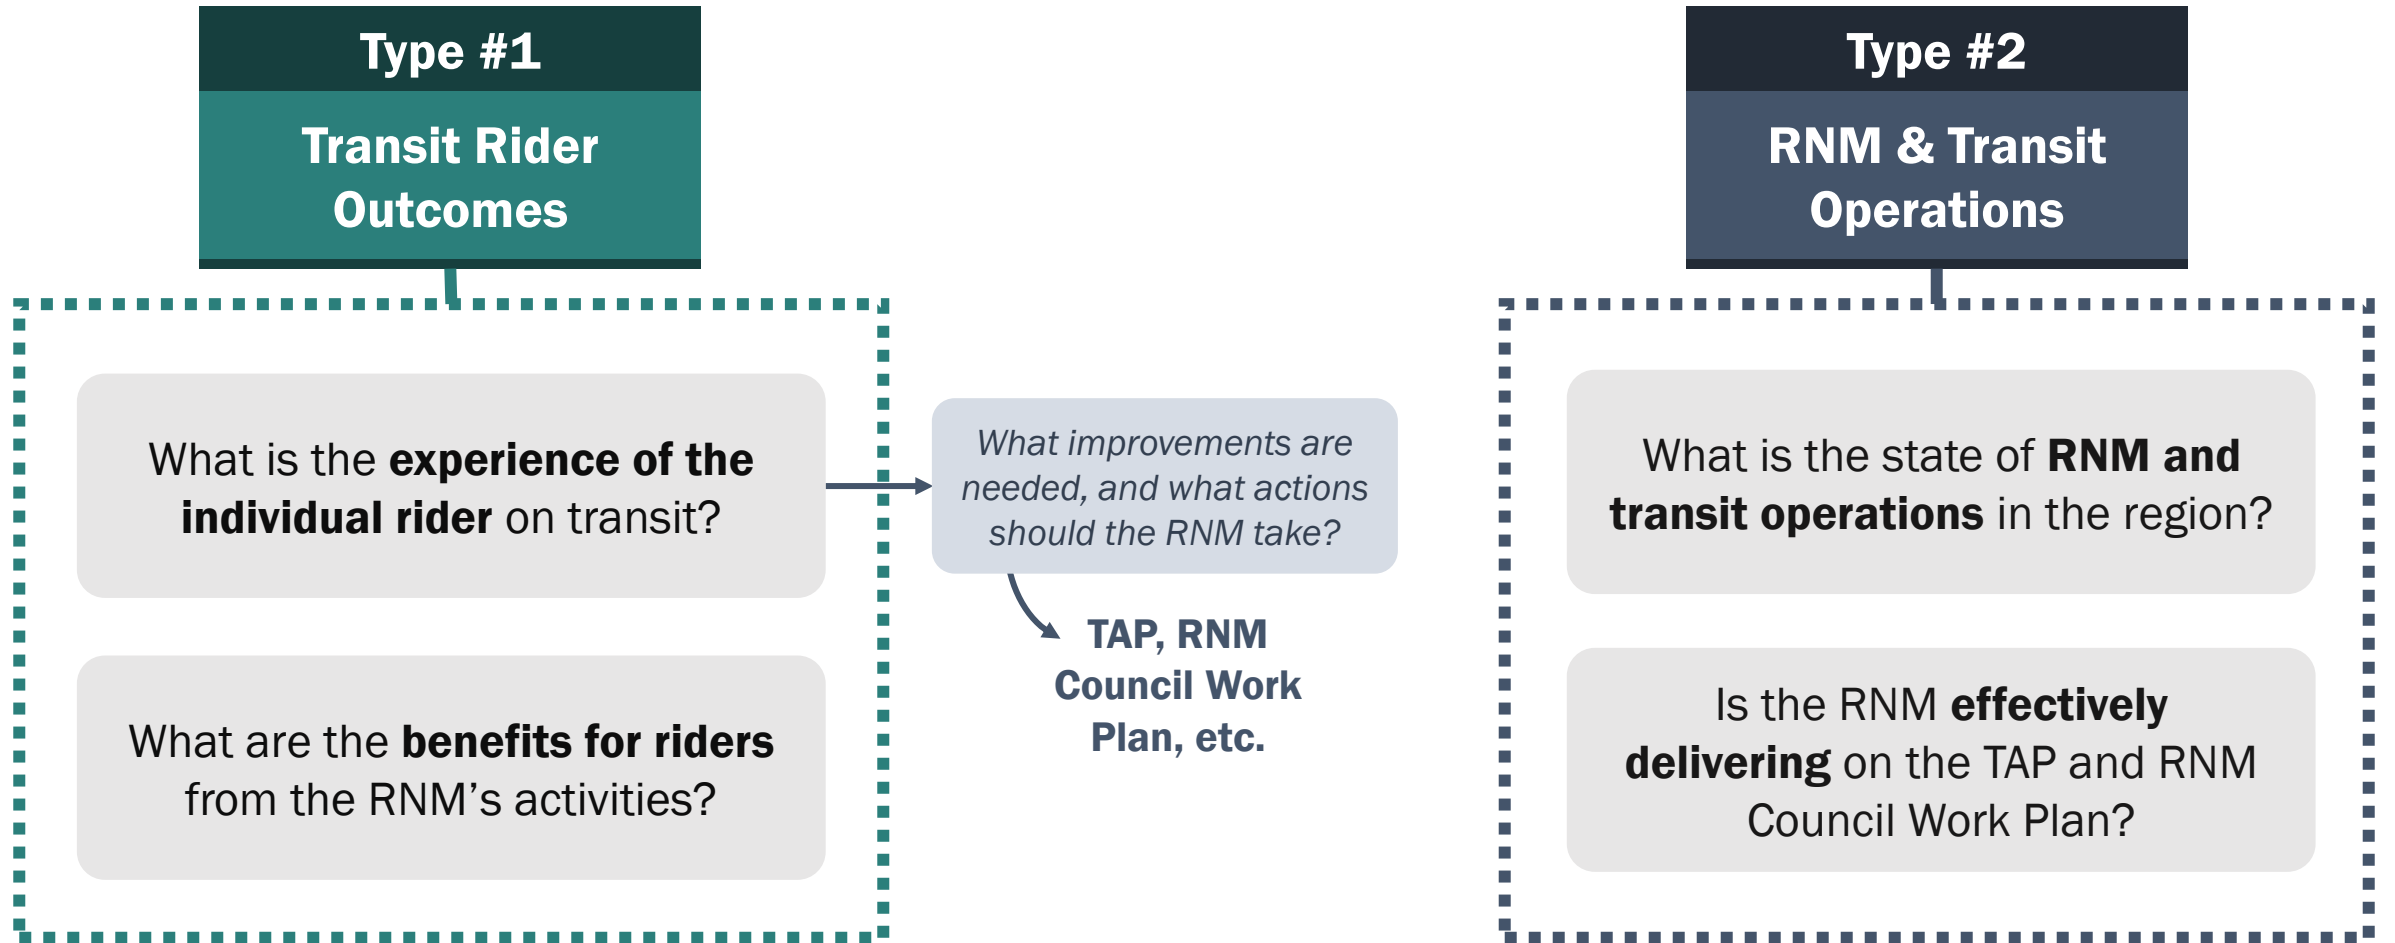 Type #1
Transit Rider
Outcomes
What is the experience of the
individual rider on transit?
What are the benefits for riders
from the RNM’s activities?
What improvements are
needed, and what actions
should the RNM take?
TAP, RNM
Council Work
Plan, etc.
Type #2
RNM & Transit
Operations
What is the state of RNM and
transit operations in the region?
Is the RNM effectively
delivering on the TAP and RNM
Council Work Plan?